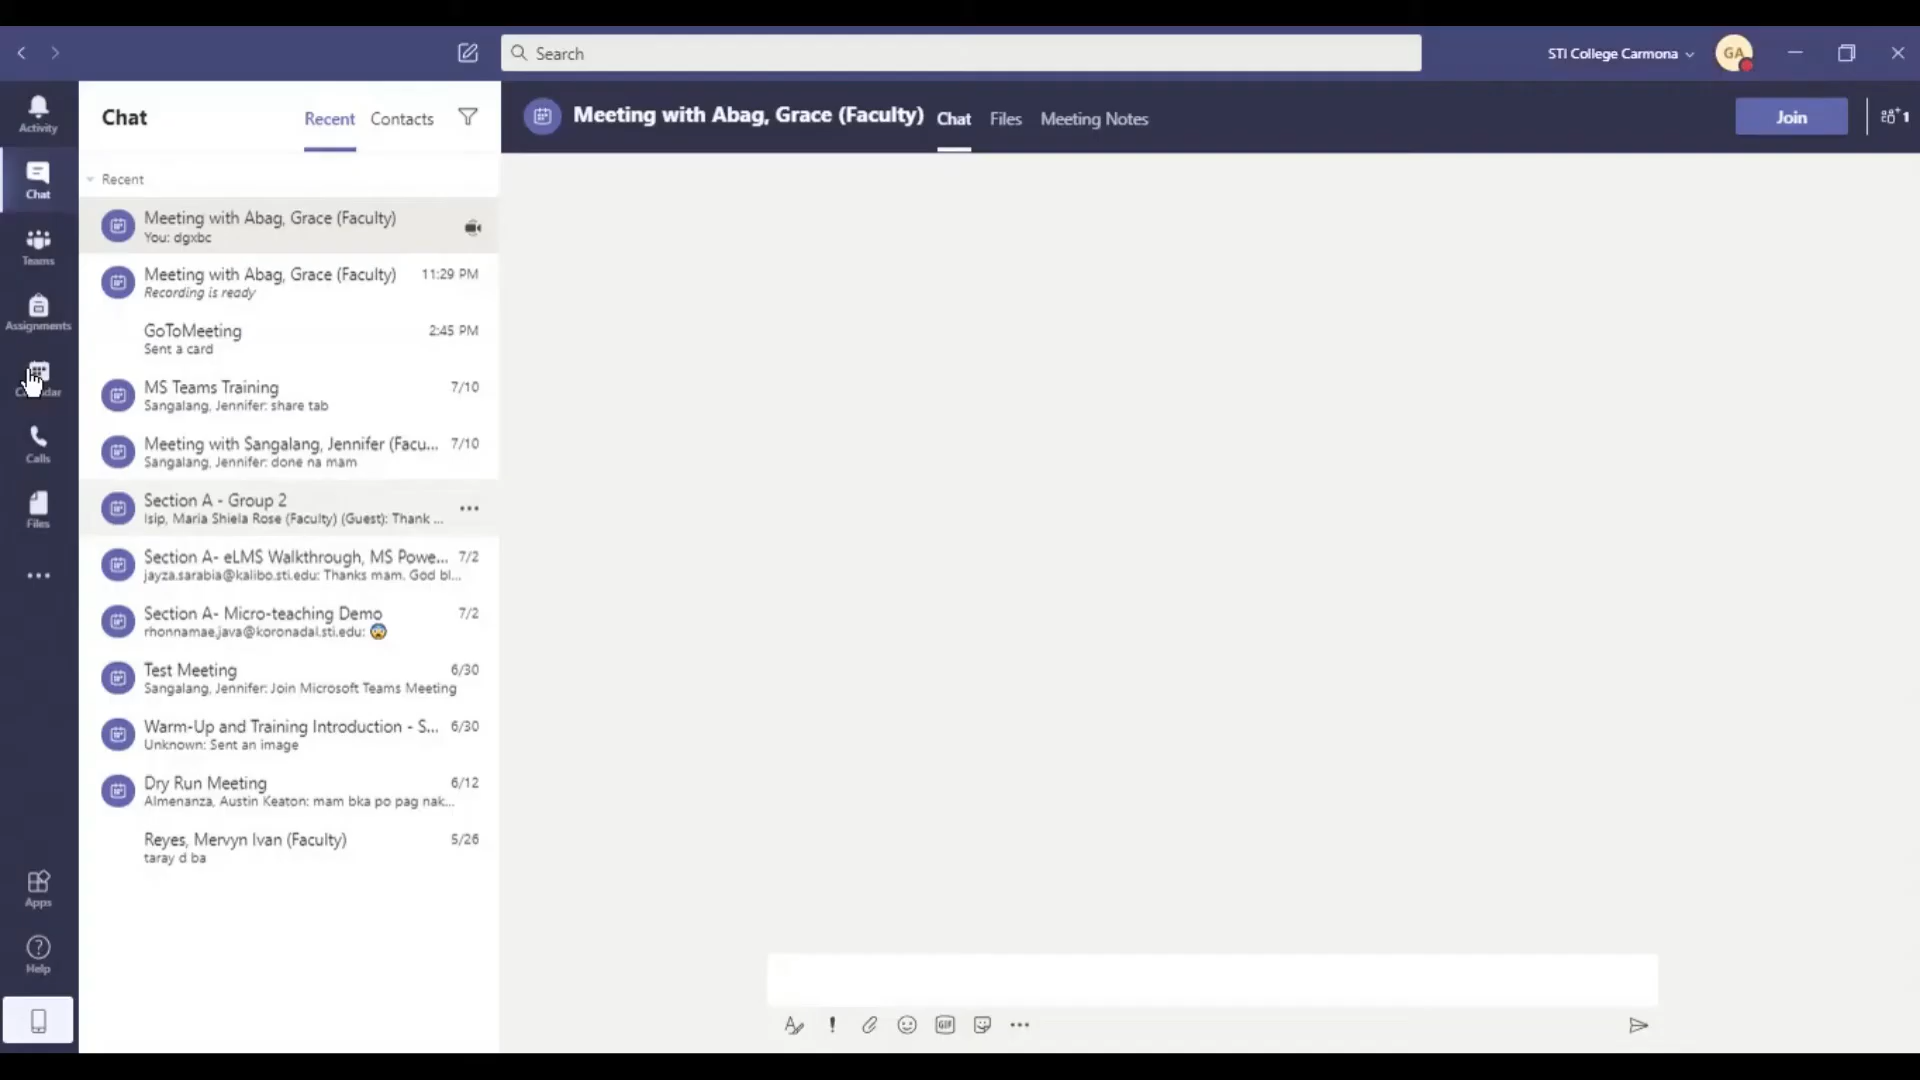 Search
STI College Carmona
GA
Activity
Chat
Teams
Assignments
Calls
Files
Apps
Help
Chat
Recent
Contacts
Recent
Meeting with Abag, Grace (Faculty)
You: dgxbc
Meeting with Abag, Grace (Faculty) 11:29 PM
Recording is ready
GoToMeeting 2:45 PM
Sent a card
MS Teams Training 7/10
Sangalang, Jennifer: share tab
Meeting with Sangalang, Jennifer (Facu... 7/10
Sangalang, Jennifer: done na mam
Section A - Group 2
Isip, Maria Shiela Rose (Faculty) (Guest): Thank ...
Section A- eLMS Walkthrough, MS Powe... 7/2
jayza.sarabia@kalibo.sti.edu: Thanks mam. God bl...
Section A- Micro-teaching Demo 7/2
rhonnamae.java@koronadal.sti.edu: 😨
Test Meeting 6/30
Sangalang, Jennifer: Join Microsoft Teams Meeting
Warm-Up and Training Introduction - S... 6/30
Unknown: Sent an image
Dry Run Meeting 6/12
Almenanza, Austin Keaton: mam bka po pag nak...
Reyes, Mervyn Ivan (Faculty) 5/26
taray d ba
Meeting with Abag, Grace (Faculty)
Chat
Files
Meeting Notes
Join
1
GIF